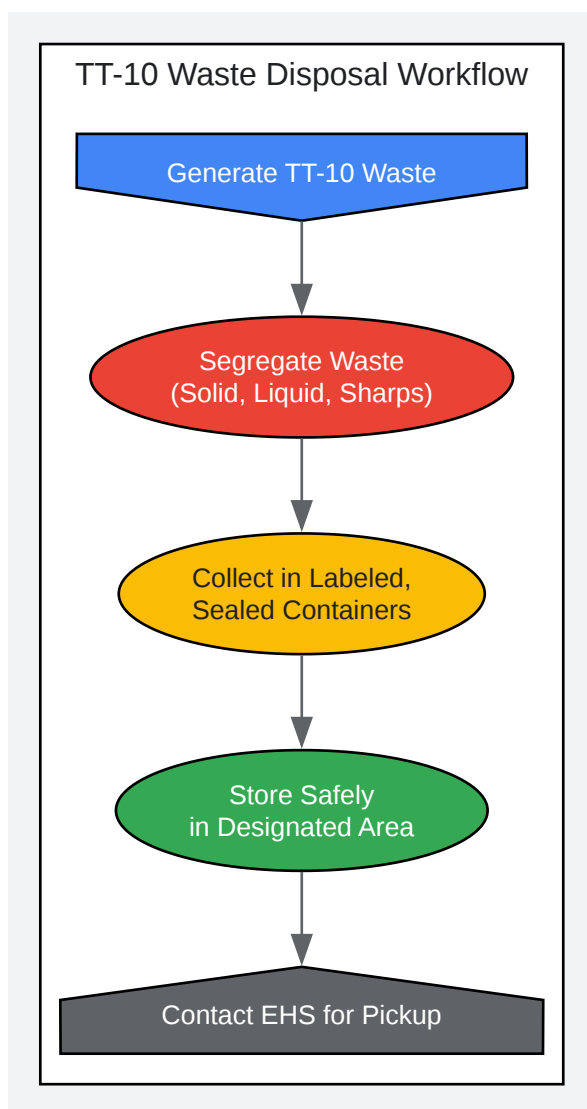 TT-10 Waste Disposal Workflow
Generate TT-10 Waste
Segregate Waste
(Solid, Liquid, Sharps)
Collect in Labeled,
Sealed Containers
Store Safely
in Designated Area
Contact EHS for Pickup